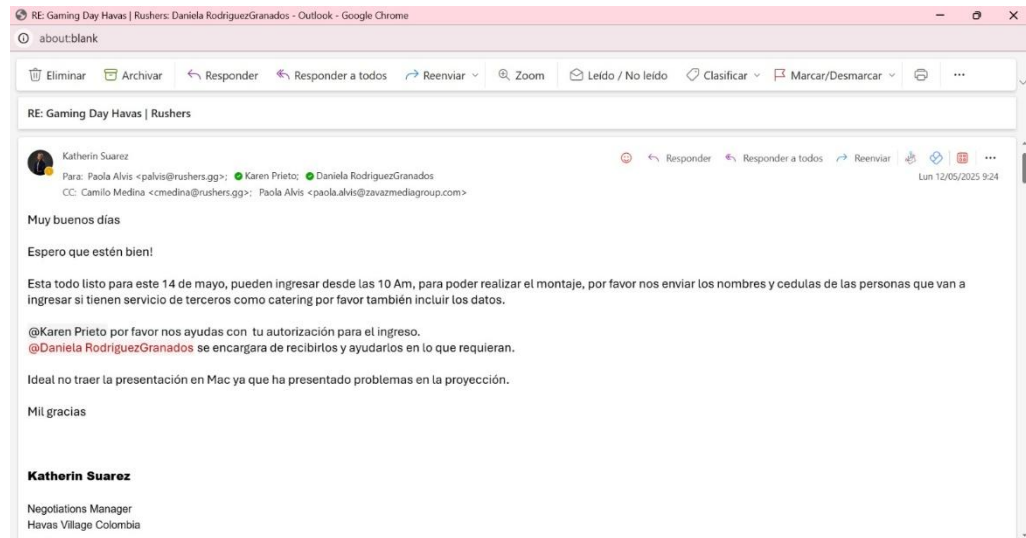 RE: Gaming Day Havas | Rushers: Daniela RodriguezGranados - Outlook - Google Chrome
about:blank
Eliminar Archivar Responder Responder a todos Reenviar Zoom Leído / No leído Clasificar Marcar/Desmarcar
RE: Gaming Day Havas | Rushers
Katherin Suarez
Responder Responder a todos Reenviar
Para: Paola Alvis <palvis@rushers.gg>; Karen Prieto; Daniela RodriguezGranados
Lun 12/05/2025 9:24
CC: Camilo Medina <cmedina@rushers.gg>; Paola Alvis <paola.alvis@zavazmediagroup.com>
Muy buenos días
Espero que estén bien!
Esta todo listo para este 14 de mayo, pueden ingresar desde las 10 Am, para poder realizar el montaje, por favor nos enviar los nombres y cedulas de las personas que van a
ingresar si tienen servicio de terceros como catering por favor también incluir los datos.
@Karen Prieto por favor nos ayudas con tu autorización para el ingreso.
@Daniela RodriguezGranados se encargara de recibirlos y ayudarlos en lo que requieran.
Ideal no traer la presentación en Mac ya que ha presentado problemas en la proyección.
Mil gracias
Katherin Suarez
Negotiations Manager
Havas Village Colombia